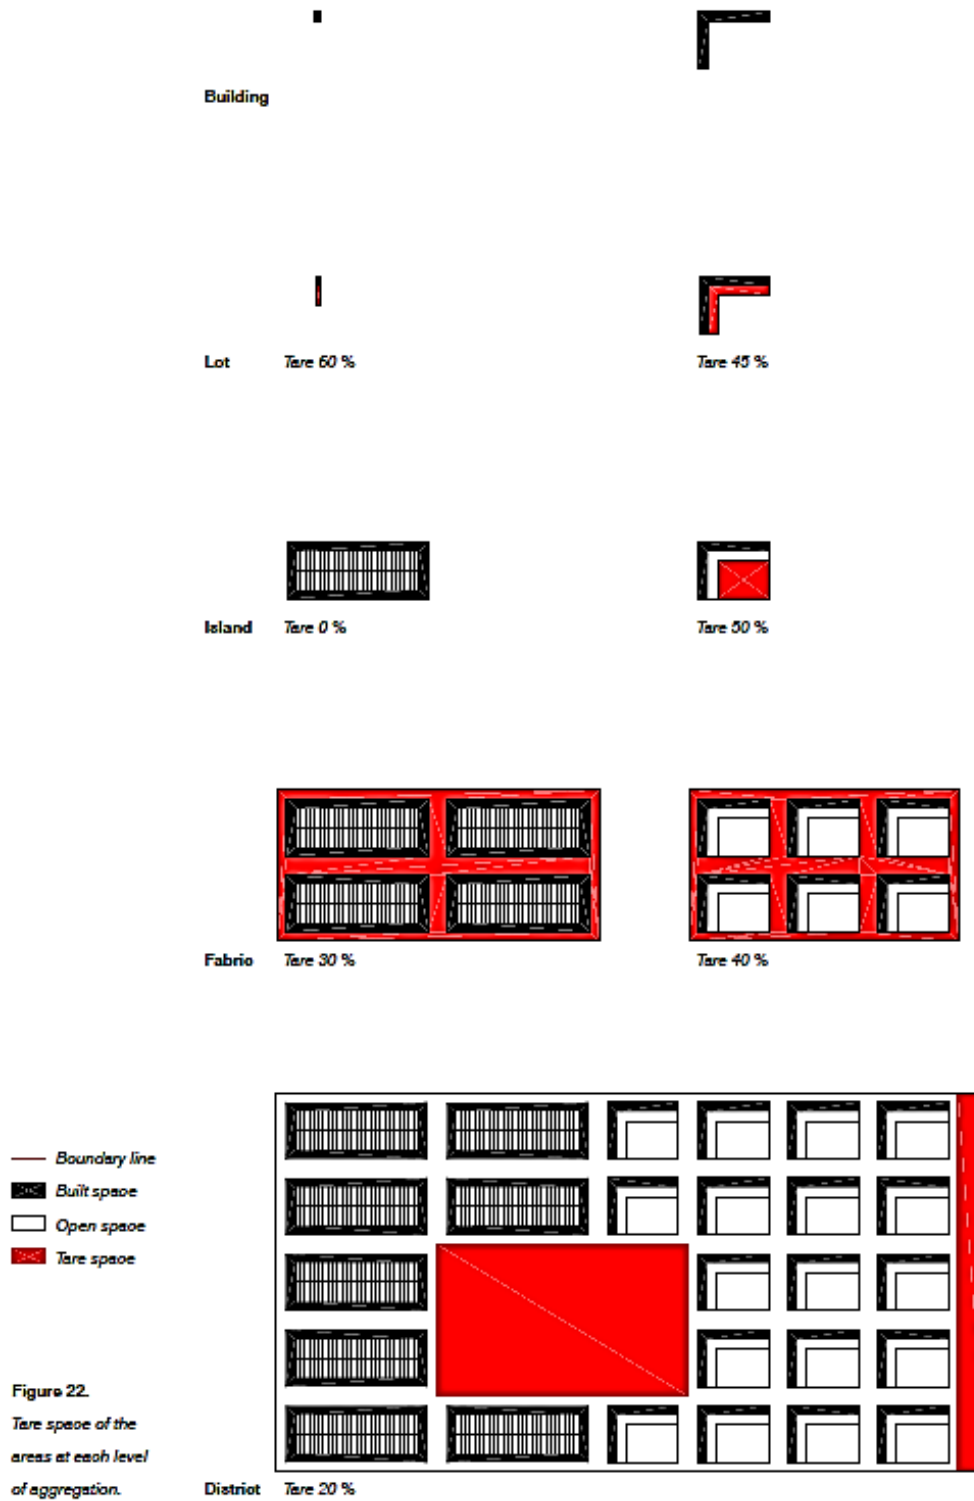 Building
Lot Tare 60 % Tare 45 %
Island Tare 0 % Tare 50 %
Fabric Tare 30 % Tare 40 %
Boundary line
Built space
Open space
Tare space
Figure 22.
Tare space of the
areas at each level
of aggregation.
District Tare 20 %